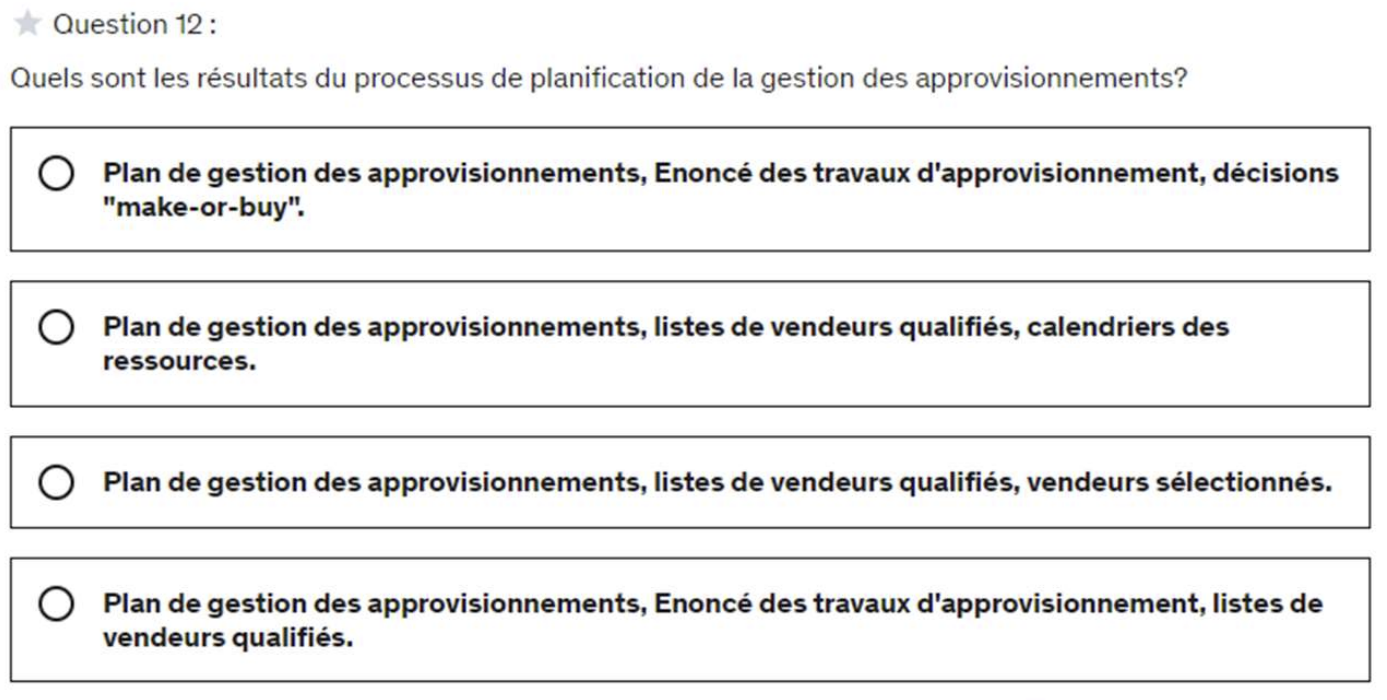 Question 12 :
Quels sont les résultats du processus de planification de la gestion des approvisionnements?
Plan de gestion des approvisionnements, Enoncé des travaux d'approvisionnement, décisions
"make-or-buy".
Plan de gestion des approvisionnements, listes de vendeurs qualifiés, calendriers des
ressources.
Plan de gestion des approvisionnements, listes de vendeurs qualifiés, vendeurs sélectionnés.
Plan de gestion des approvisionnements, Enoncé des travaux d'approvisionnement, listes de
vendeurs qualifiés.